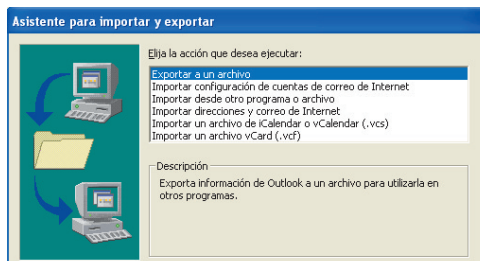 Asistente para importar y exportar
Elija la acción que desea ejecutar:
Exportar a un archivo
Importar configuración de cuentas de correo de Internet
Importar desde otro programa o archivo
Importar direcciones y correo de Internet
Importar un archivo de iCalendar o vCalendar (.vcs)
Importar un archivo vCard (.vcf)
Descripción
Exporta información de Outlook a un archivo para utilizarla en
otros programas.